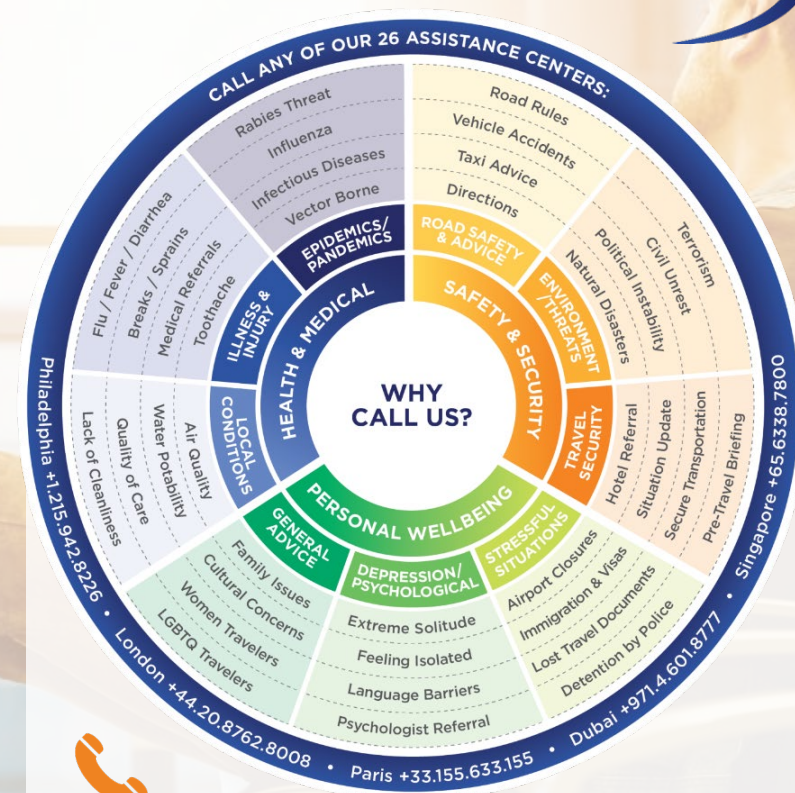 CALL ANY OF OUR 26 ASSISTANCE CENTERS:
WHY
CALL US?
HEALTH & MEDICAL
EPIDEMICS/
PANDEMICS
Rabies Threat
Influenza
Infectious Diseases
Vector Borne
ILLNESS &
INJURY
Flu / Fever / Diarrhea
Breaks / Sprains
Medical Referrals
Toothache
LOCAL
CONDITIONS
Air Quality
Water Potability
Quality of Care
Lack of Cleanliness
SAFETY & SECURITY
ROAD SAFETY
& ADVICE
Road Rules
Vehicle Accidents
Taxi Advice
Directions
ENVIRONMENT
/THREATS
Terrorism
Civil Unrest
Political Instability
Natural Disasters
TRAVEL
SECURITY
Hotel Referral
Situation Update
Secure Transportation
Pre-Travel Briefing
PERSONAL WELLBEING
GENERAL
ADVICE
Family Issues
Cultural Concerns
Women Travelers
LGBTQ Travelers
DEPRESSION/
PSYCHOLOGICAL
Extreme Solitude
Feeling Isolated
Language Barriers
Psychologist Referral
STRESSFUL
SITUATIONS
Airport Closures
Immigration & Visas
Lost Travel Documents
Detention by Police
Philadelphia +1.215.942.8226 • London +44.20.8762.8008 • Paris +33.155.633.155 • Dubai +971.4.601.8777 • Singapore +65.6338.7800